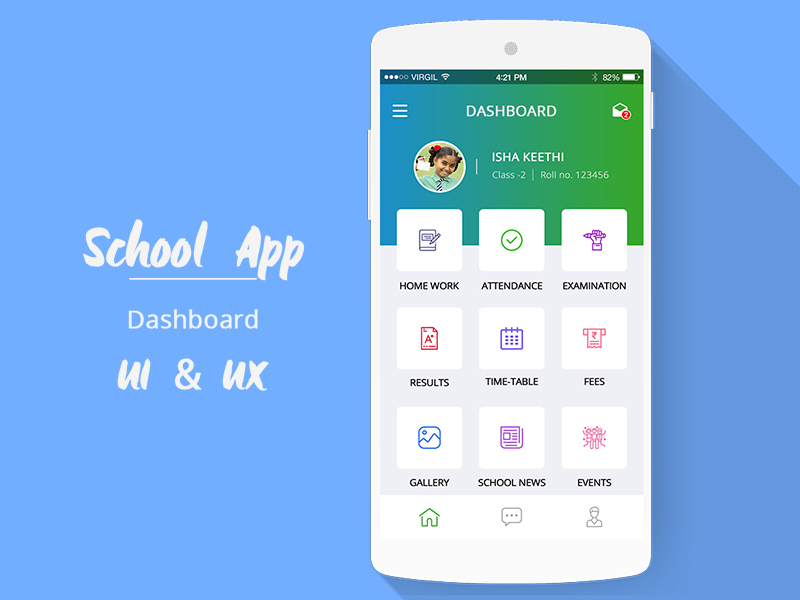 School App
Dashboard
UI & UX
VIRGIL 4:21 PM 82%
DASHBOARD
2
ISHA KEETHI
Class -2 | Roll no. 123456
HOME WORK ATTENDANCE EXAMINATION
A+
₹
RESULTS TIME-TABLE FEES
GALLERY SCHOOL NEWS EVENTS